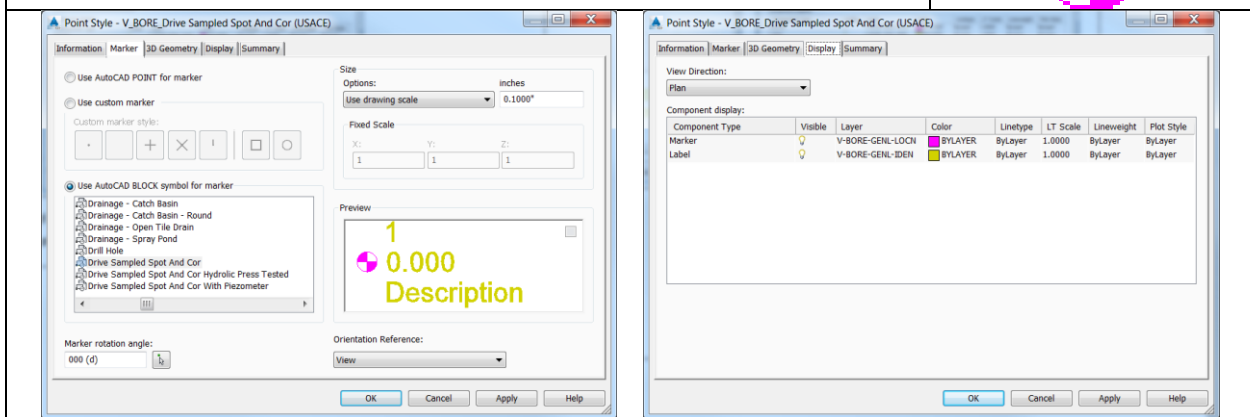 Point Style - V_BORE_Drive Sampled Spot And Cor (USACE)
Information Marker 3D Geometry Display Summary
Use AutoCAD POINT for marker
Use custom marker
Custom marker style:
Use AutoCAD BLOCK symbol for marker
Drainage - Catch Basin
Drainage - Catch Basin - Round
Drainage - Open Tile Drain
Drainage - Spray Pond
Drill Hole
Drive Sampled Spot And Cor
Drive Sampled Spot And Cor Hydrolic Press Tested
Drive Sampled Spot And Cor With Piezometer
Marker rotation angle:
000 (d)
Size
Options: inches
Use drawing scale 0.1000"
Fixed Scale
X: Y: Z:
1 1 1
Preview
1
0.000
Description
Orientation Reference:
View
OK Cancel Apply Help
Point Style - V_BORE_Drive Sampled Spot And Cor (USACE)
Information Marker 3D Geometry Display Summary
View Direction:
Plan
Component display:
Component Type Visible Layer Color Linetype LT Scale Lineweight Plot Style
Marker V-BORE-GENL-LOCN BYLAYER ByLayer 1.0000 ByLayer ByLayer
Label V-BORE-GENL-IDEN BYLAYER ByLayer 1.0000 ByLayer ByLayer
OK Cancel Apply Help